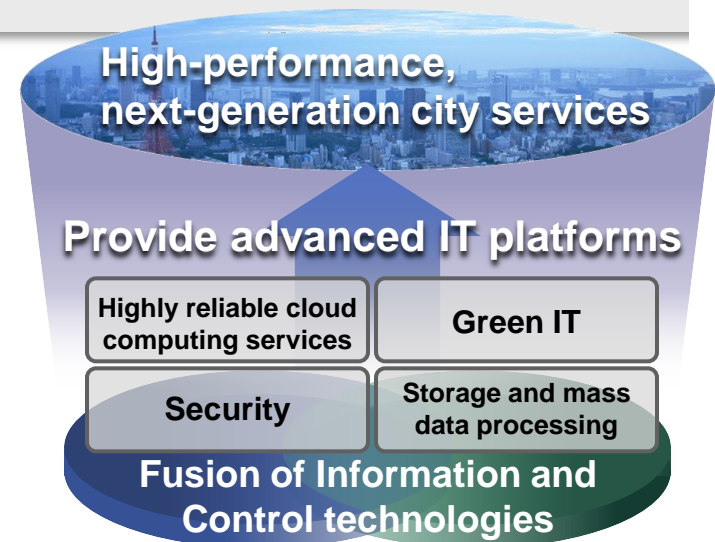 High-performance,
next-generation city services
Provide advanced IT platforms
Highly reliable cloud
computing services
Green IT
Security
Storage and mass
data processing
Fusion of Information and
Control technologies